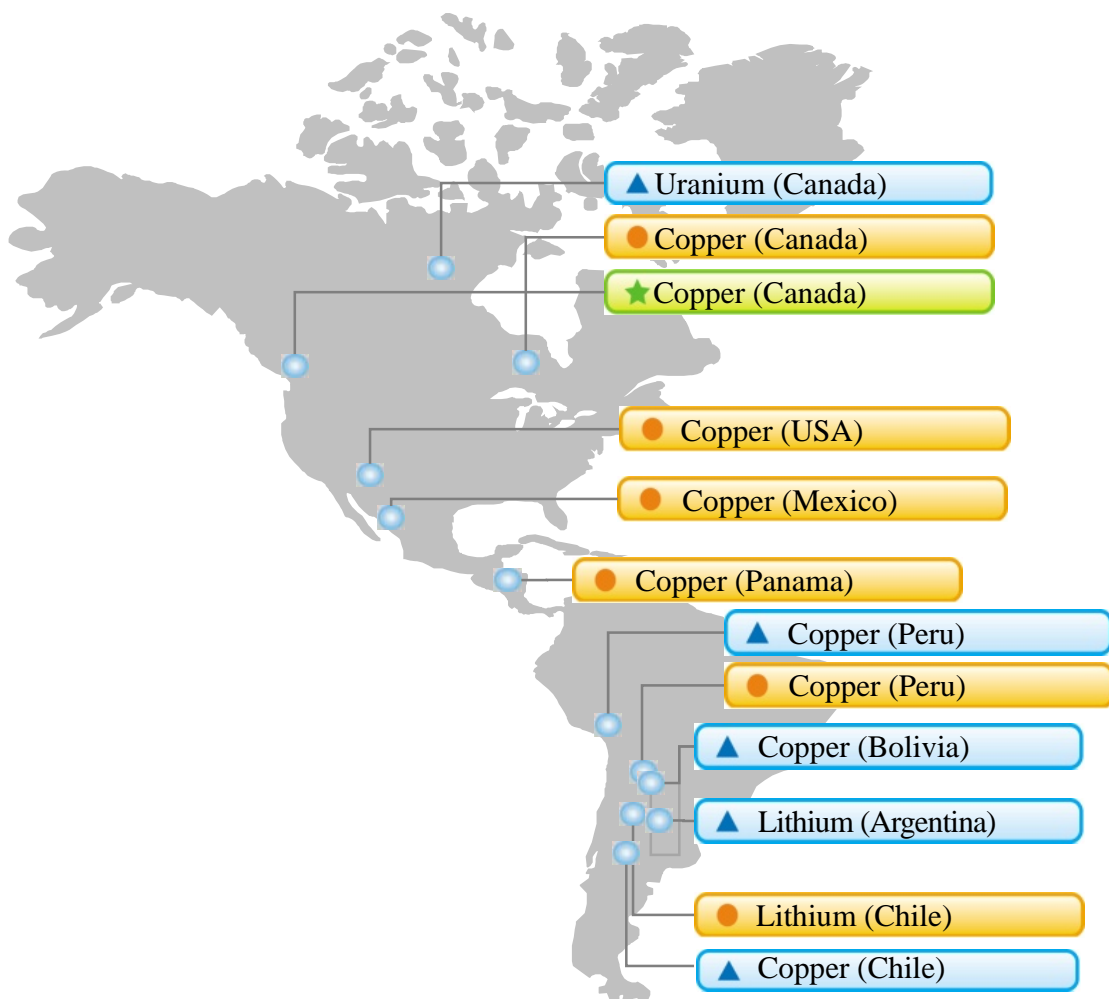 Uranium (Canada)
Copper (Canada)
Copper (Canada)
Copper (USA)
Copper (Mexico)
Copper (Panama)
Copper (Peru)
Copper (Peru)
Copper (Bolivia)
Lithium (Argentina)
Lithium (Chile)
Copper (Chile)